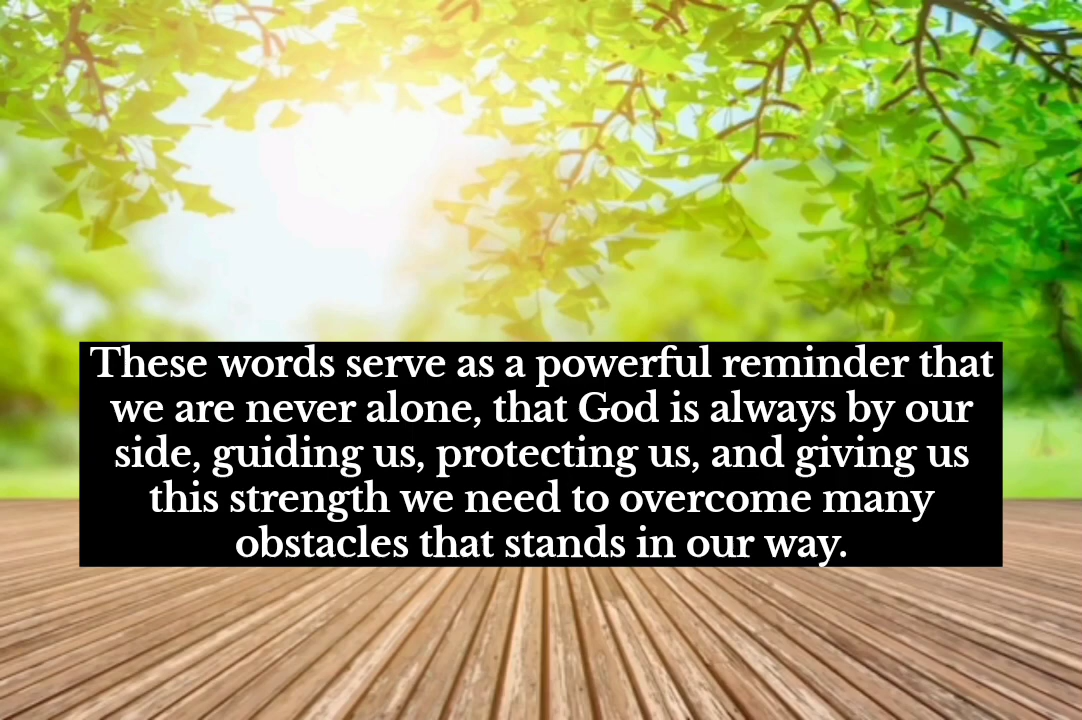 These words serve as a powerful reminder that
we are never alone, that God is always by our
side, guiding us, protecting us, and giving us
this strength we need to overcome many
obstacles that stands in our way.